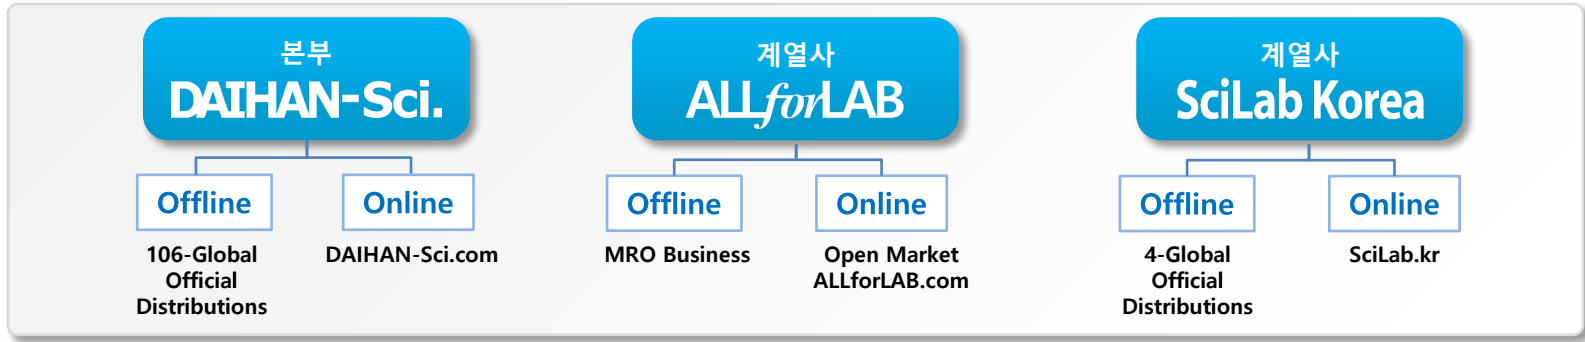 본부
DAIHAN-Sci.
Offline
Online
106-Global
Official
Distributions
DAIHAN-Sci.com
계열사
ALLforLAB
Offline
Online
MRO Business
Open Market
ALLforLAB.com
계열사
SciLab Korea
Offline
Online
4-Global
Official
Distributions
SciLab.kr